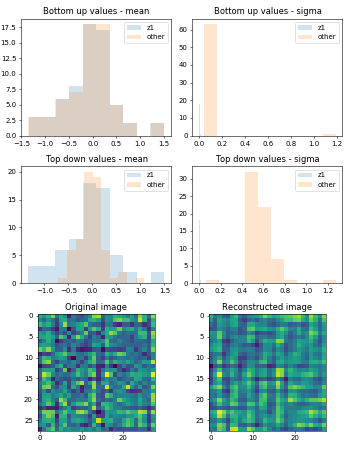 Bottom up values - mean
Bottom up values - sigma
17.5
15.0
12.5
10.0
7.5
5.0
2.5
0.0
z1
other
-1.5 -1.0 -0.5 0.0 0.5 1.0 1.5
60
50
40
30
20
10
0
z1
other
0.0 0.2 0.4 0.6 0.8 1.0 1.2
Top down values - mean
Top down values - sigma
20
15
10
5
0
z1
other
-1.0 -0.5 0.0 0.5 1.0 1.5
30
20
10
0
z1
other
0.0 0.2 0.4 0.6 0.8 1.0 1.2
Original image
Reconstructed image
0
5
10
15
20
25
0 20
0
5
10
15
20
25
0 10 20